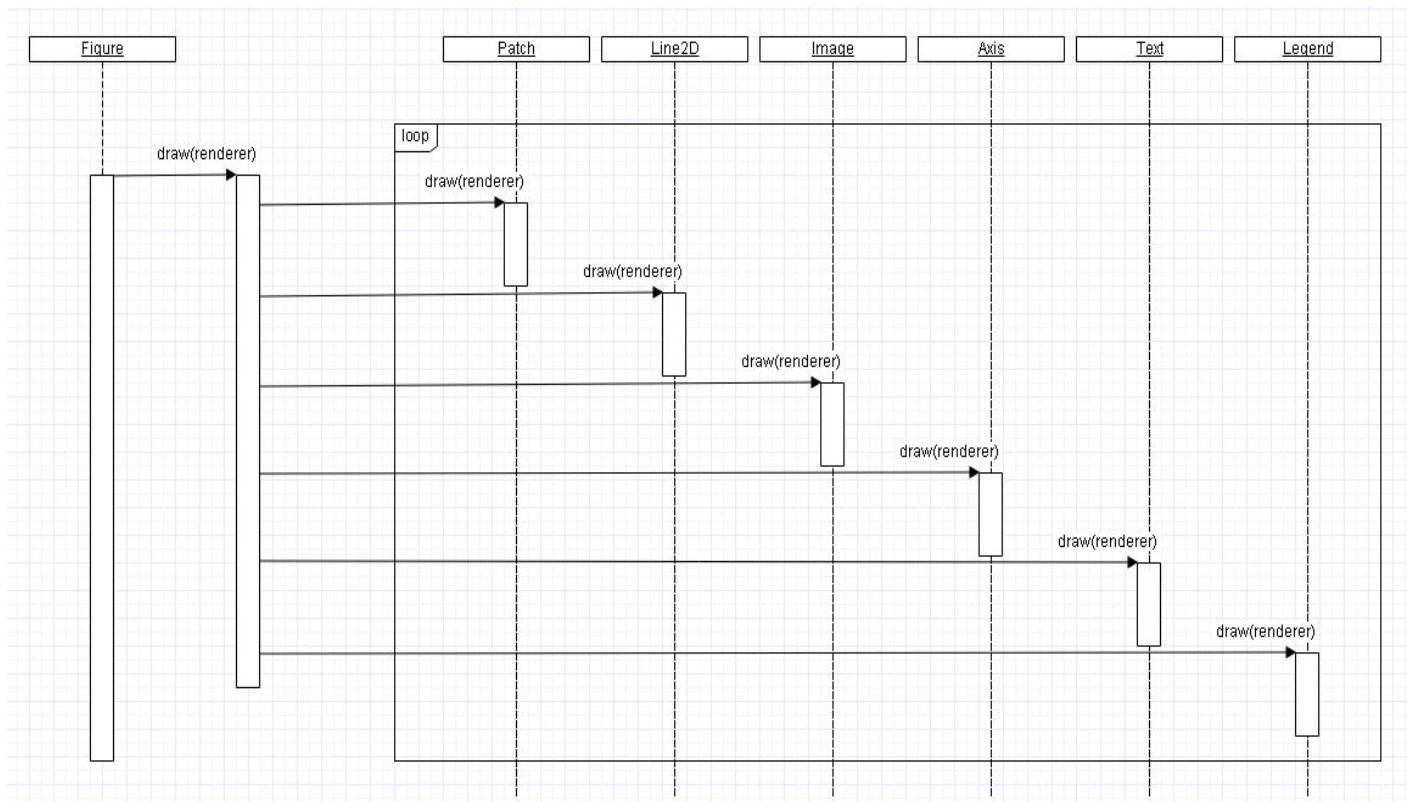 Figure
Patch
Line2D
Image
Axis
Text
Legend
loop
draw(renderer)
draw(renderer)
draw(renderer)
draw(renderer)
draw(renderer)
draw(renderer)
draw(renderer)